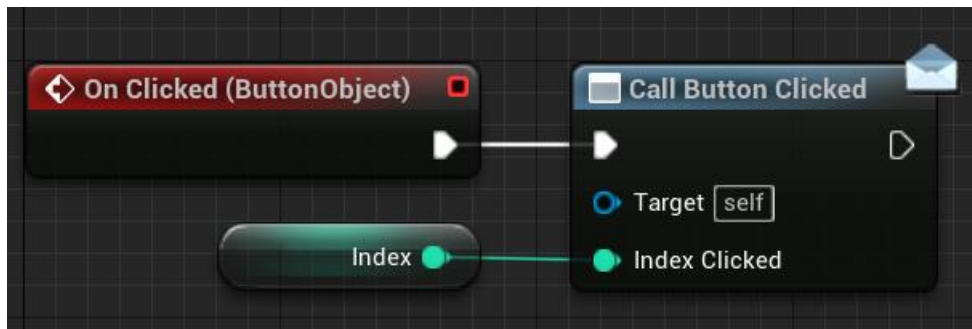 On Clicked (ButtonObject)
Call Button Clicked
Target self
Index
Index Clicked